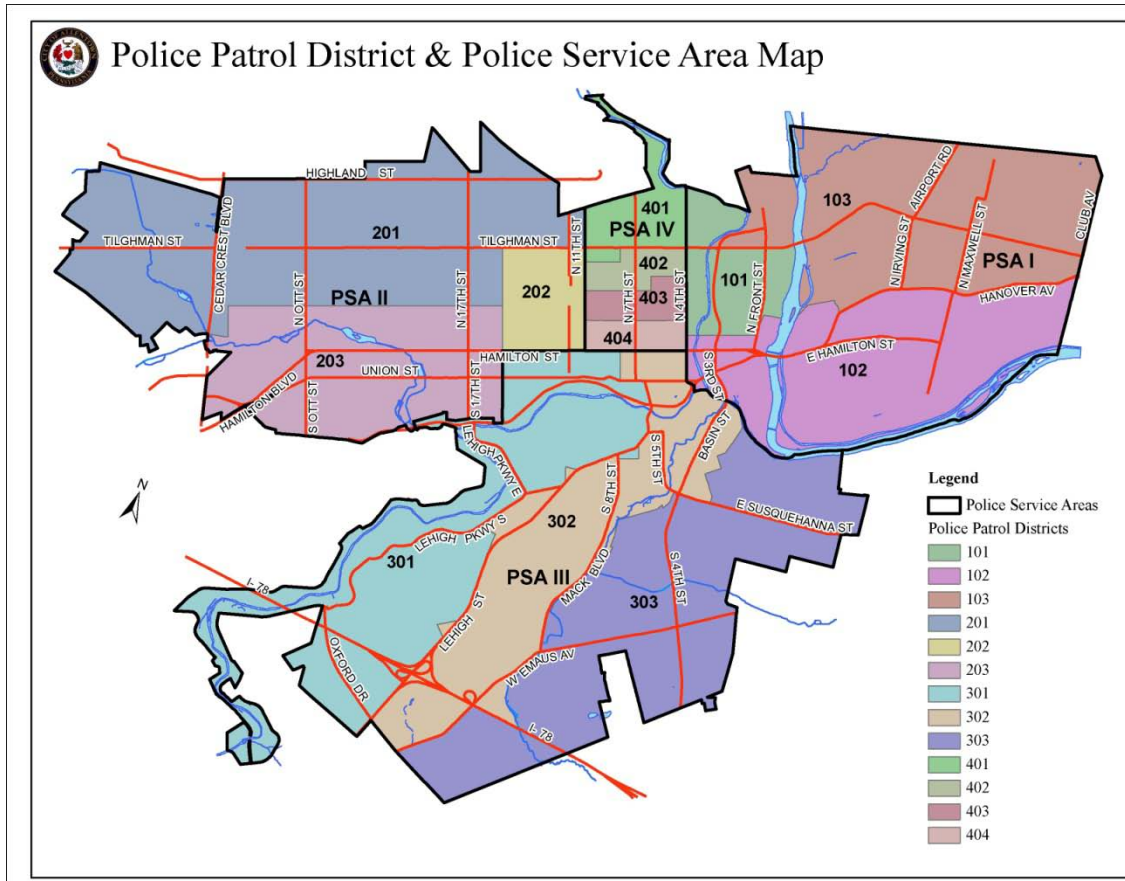 Police Patrol District & Police Service Area Map
HIGHLAND ST
CEDAR CREST BLVD
TILGHMAN ST
201
N OTT ST
N 17TH ST
TILGHMAN ST
N 11TH ST
401
PSA IV
402
N 7TH ST
N 4TH ST
403
404
101
N FRONT ST
103
AIRPORT RD
N IRVING ST
N MAXWELL ST
CLUB AV
PSA I
HANOVER AV
PSA II
202
203
HAMILTON ST
UNION ST
HAMILTON BLVD
S OTT ST
S 17TH ST
S 3RD ST
E HAMILTON ST
102
LEHIGH PKWY E
BASIN ST
S 5TH ST
S 8TH ST
E SUSQUEHANNA ST
302
LEHIGH PKWY S
301
PSA III
MACK BLVD
303
S 4TH ST
I-78
LEHIGH ST
OXFORD DR
W EMAUS AV
I-78
N
Legend
Police Service Areas
Police Patrol Districts
101
102
103
201
202
203
301
302
303
401
402
403
404